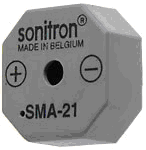 sonitron®
MADE IN BELGIUM
+ −
•SMA-21